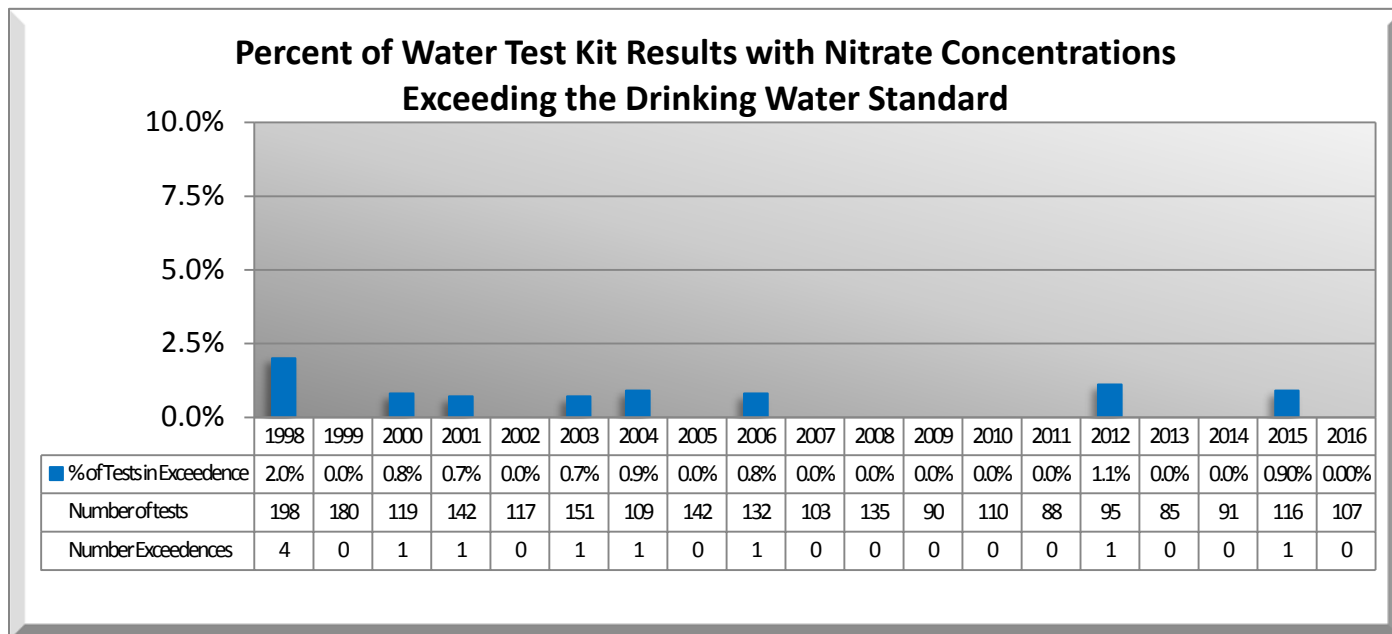 Percent of Water Test Kit Results with Nitrate Concentrations
Exceeding the Drinking Water Standard
10.0%
7.5%
5.0%
2.5%
0.0%
1998 1999 2000 2001 2002 2003 2004 2005 2006 2007 2008 2009 2010 2011 2012 2013 2014 2015 2016
% of Tests in Exceedence 2.0% 0.0% 0.8% 0.7% 0.0% 0.7% 0.9% 0.0% 0.8% 0.0% 0.0% 0.0% 0.0% 0.0% 1.1% 0.0% 0.0% 0.90% 0.00%
Number of tests 198 180 119 142 117 151 109 142 132 103 135 90 110 88 95 85 91 116 107
Number Exceedences 4 0 1 1 0 1 1 0 1 0 0 0 0 0 1 0 0 1 0